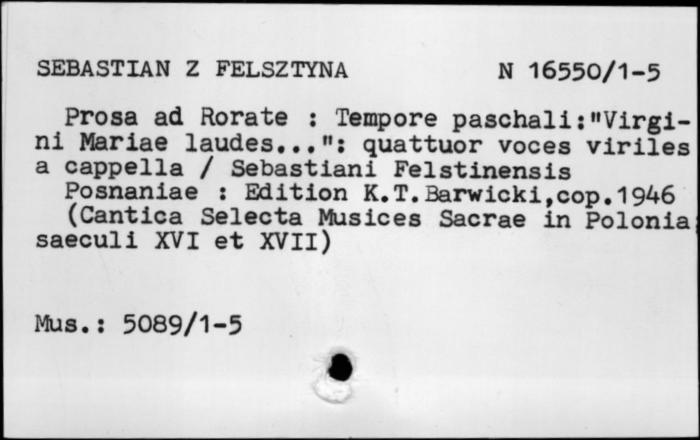 SEBASTIAN Z FELSZTYNA N 16550/1-5
Prosa ad Rorate : Tempore paschali:"Virgi-
ni Mariae laudes...": quattuor voces viriles
a cappella / Sebastiani Felstinensis
Posnaniae : Edition K.T.Barwicki,cop.1946
(Cantica Selecta Musices Sacrae in Polonia
saeculi XVI et XVII)
Mus.: 5089/1-5